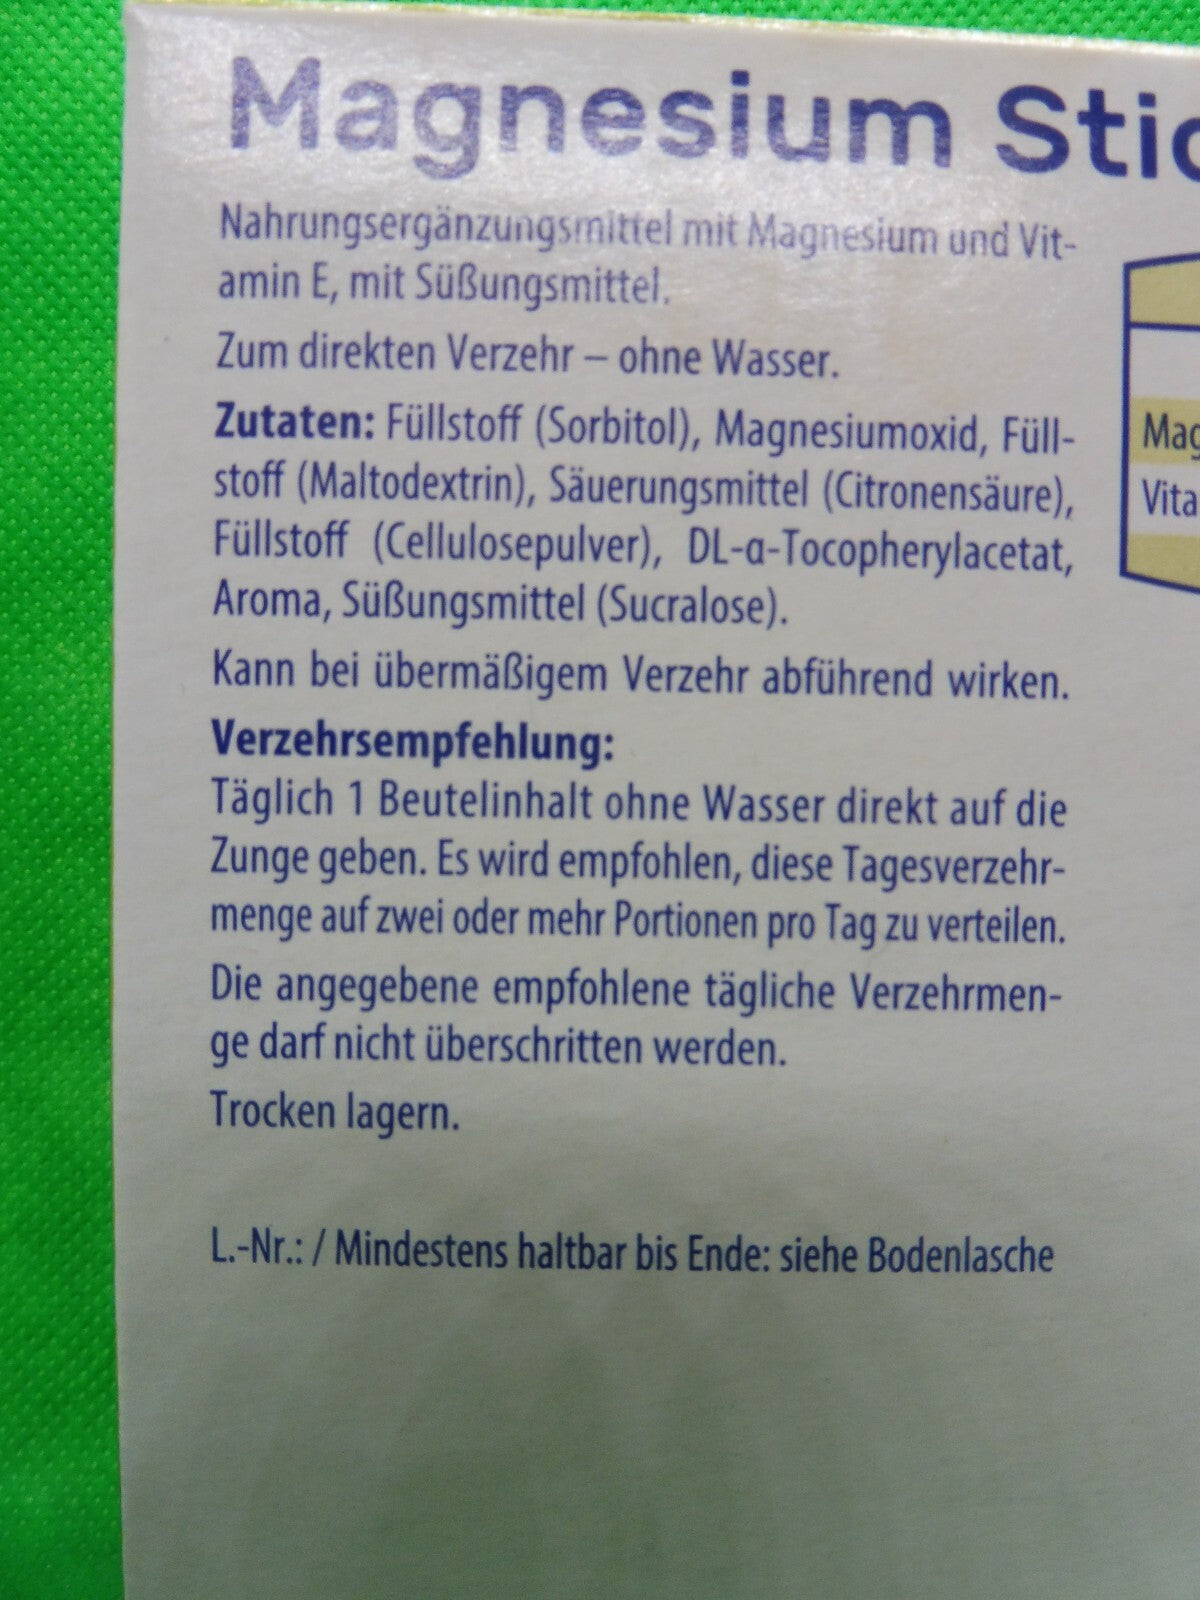 Magnesium Stic
Nahrungsergänzungsmittel mit Magnesium und Vit-
amin E, mit Süßungsmittel.
Zum direkten Verzehr – ohne Wasser.
Zutaten: Füllstoff (Sorbitol), Magnesiumoxid, Füll-
stoff (Maltodextrin), Säuerungsmittel (Citronensäure),
Füllstoff (Cellulosepulver), DL-α-Tocopherylacetat,
Aroma, Süßungsmittel (Sucralose).
Kann bei übermäßigem Verzehr abführend wirken.
Verzehrsempfehlung:
Täglich 1 Beutelinhalt ohne Wasser direkt auf die
Zunge geben. Es wird empfohlen, diese Tagesverzehr-
menge auf zwei oder mehr Portionen pro Tag zu verteilen.
Die angegebene empfohlene tägliche Verzehrmen-
ge darf nicht überschritten werden.
Trocken lagern.
L.-Nr.: / Mindestens haltbar bis Ende: siehe Bodenlasche
Mag
Vita